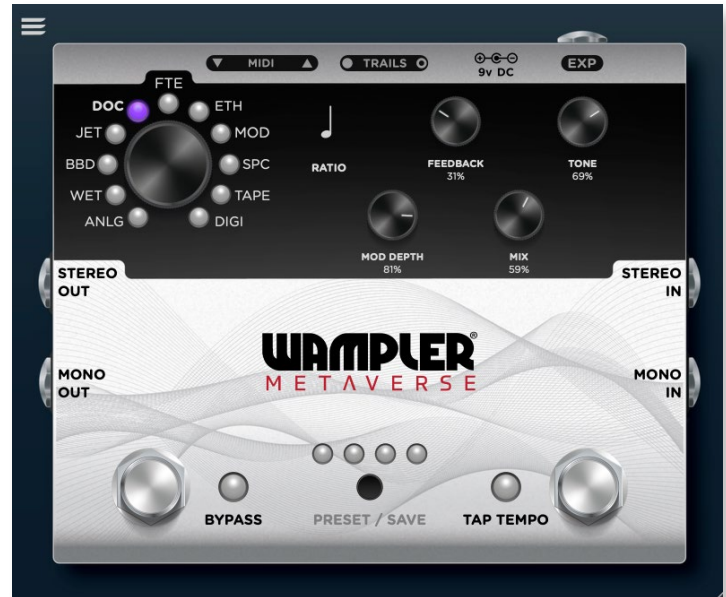 MIDI
TRAILS
9v DC
EXP
FTE
DOC
ETH
JET
MOD
BBD
SPC
WET
TAPE
ANLG
DIGI
RATIO
FEEDBACK
31%
TONE
69%
MOD DEPTH
81%
MIX
59%
STEREO
OUT
STEREO
IN
WAMPLER®
METAVERSE
MONO
OUT
MONO
IN
BYPASS
PRESET / SAVE
TAP TEMPO